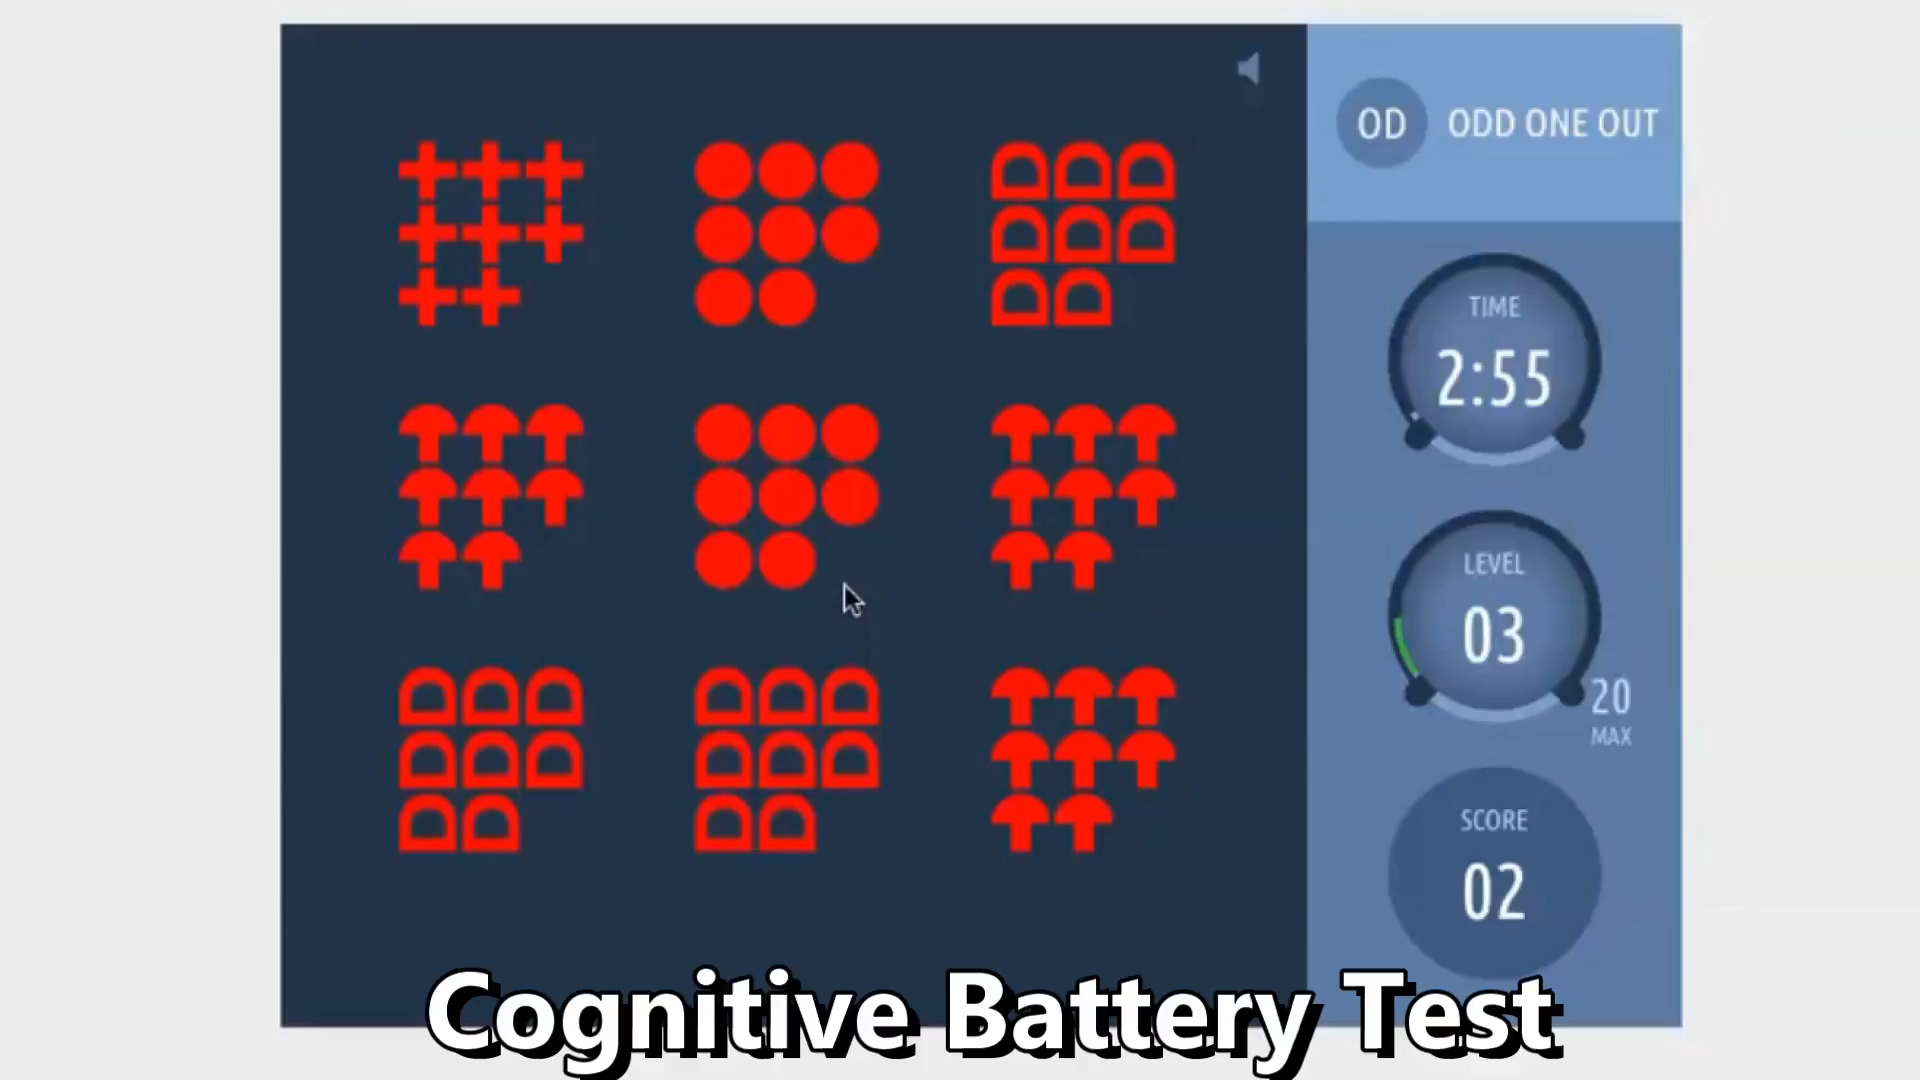 OD ODD ONE OUT
TIME
2:55
LEVEL
03
20
MAX
SCORE
02
Cognitive Battery Test